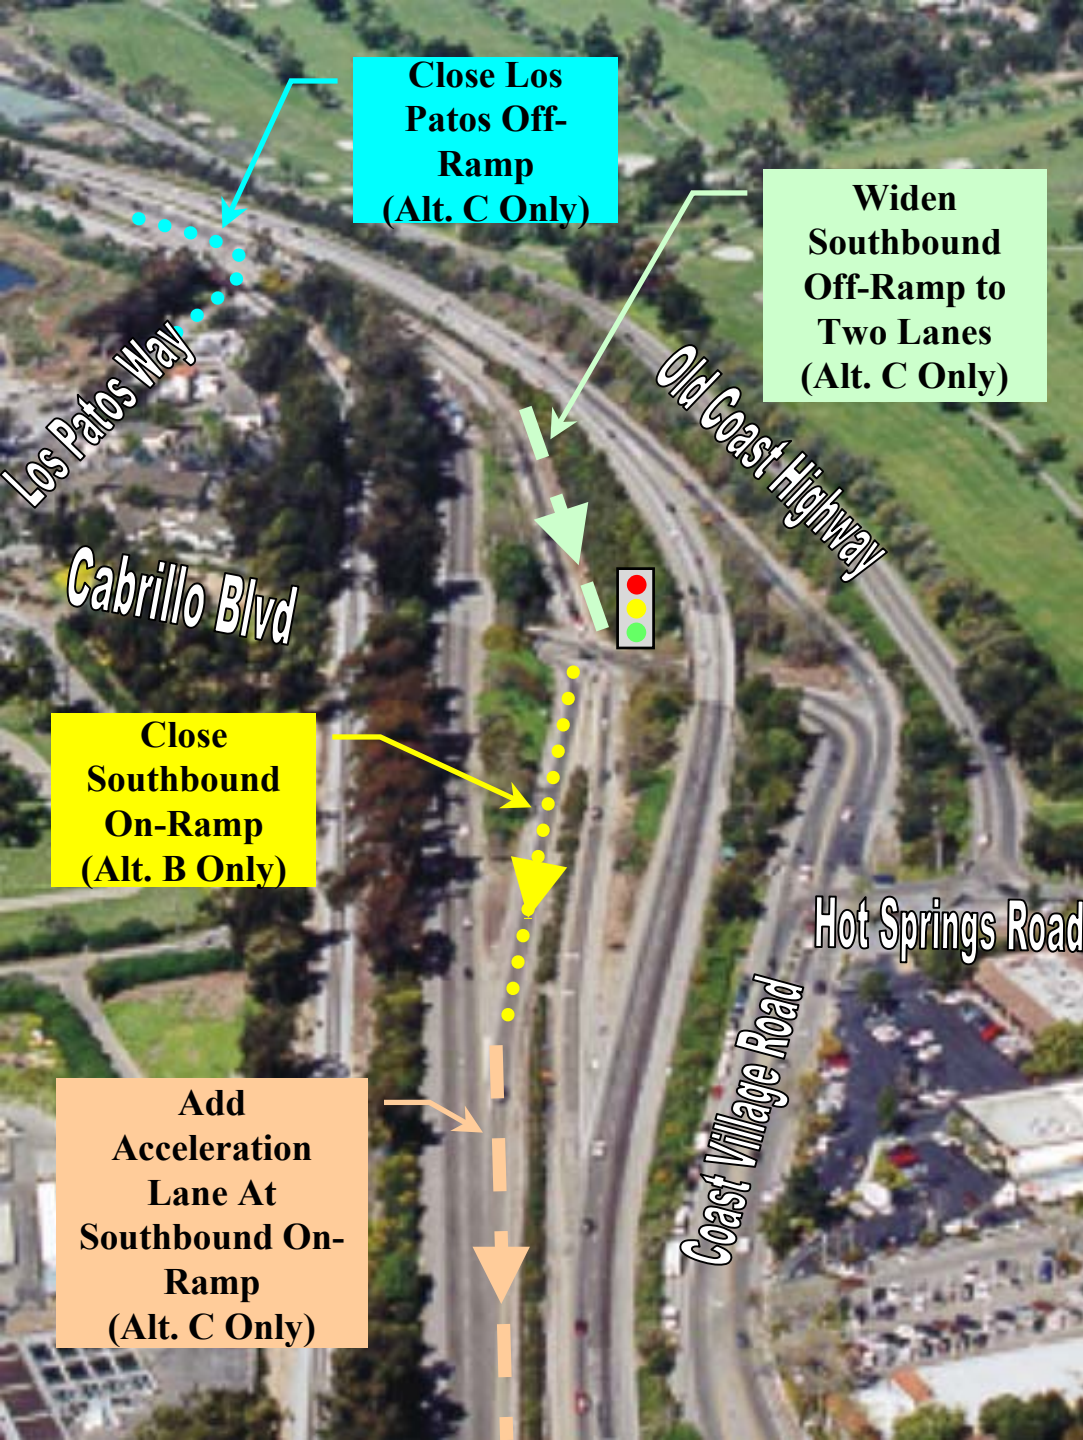 Close Los
Patos Off-
Ramp
(Alt. C Only)
Widen
Southbound
Off-Ramp to
Two Lanes
(Alt. C Only)
Old Coast Highway
Los Patos Way
Cabrillo Blvd
Close
Southbound
On-Ramp
(Alt. B Only)
Hot Springs Road
Coast Village Road
Add
Acceleration
Lane At
Southbound On-
Ramp
(Alt. C Only)